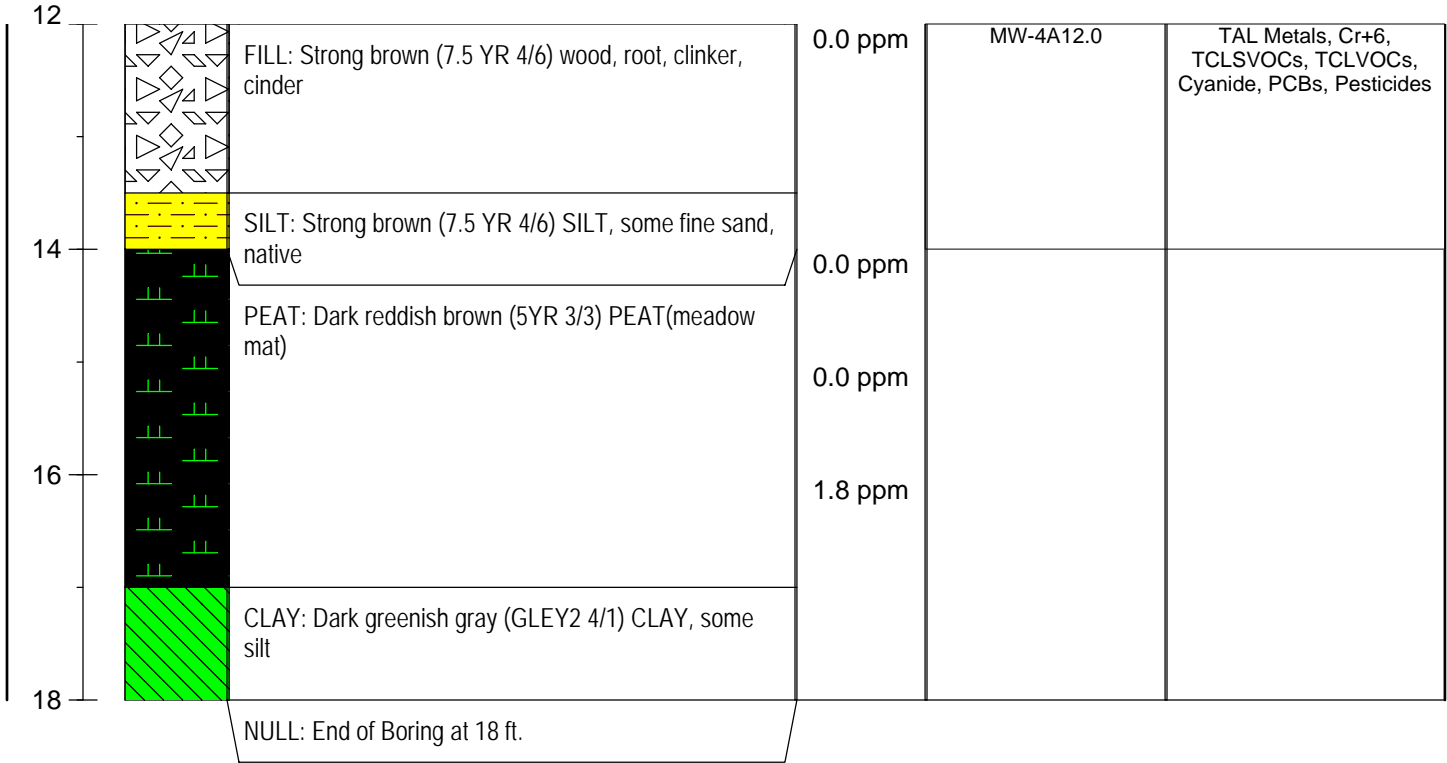 12
FILL: Strong brown (7.5 YR 4/6) wood, root, clinker,
cinder
0.0 ppm
MW-4A12.0
TAL Metals, Cr+6,
TCLSVOCs, TCLVOCs,
Cyanide, PCBs, Pesticides
SILT: Strong brown (7.5 YR 4/6) SILT, some fine sand,
native
14
0.0 ppm
PEAT: Dark reddish brown (5YR 3/3) PEAT(meadow
mat)
0.0 ppm
16
1.8 ppm
CLAY: Dark greenish gray (GLEY2 4/1) CLAY, some
silt
18
NULL: End of Boring at 18 ft.